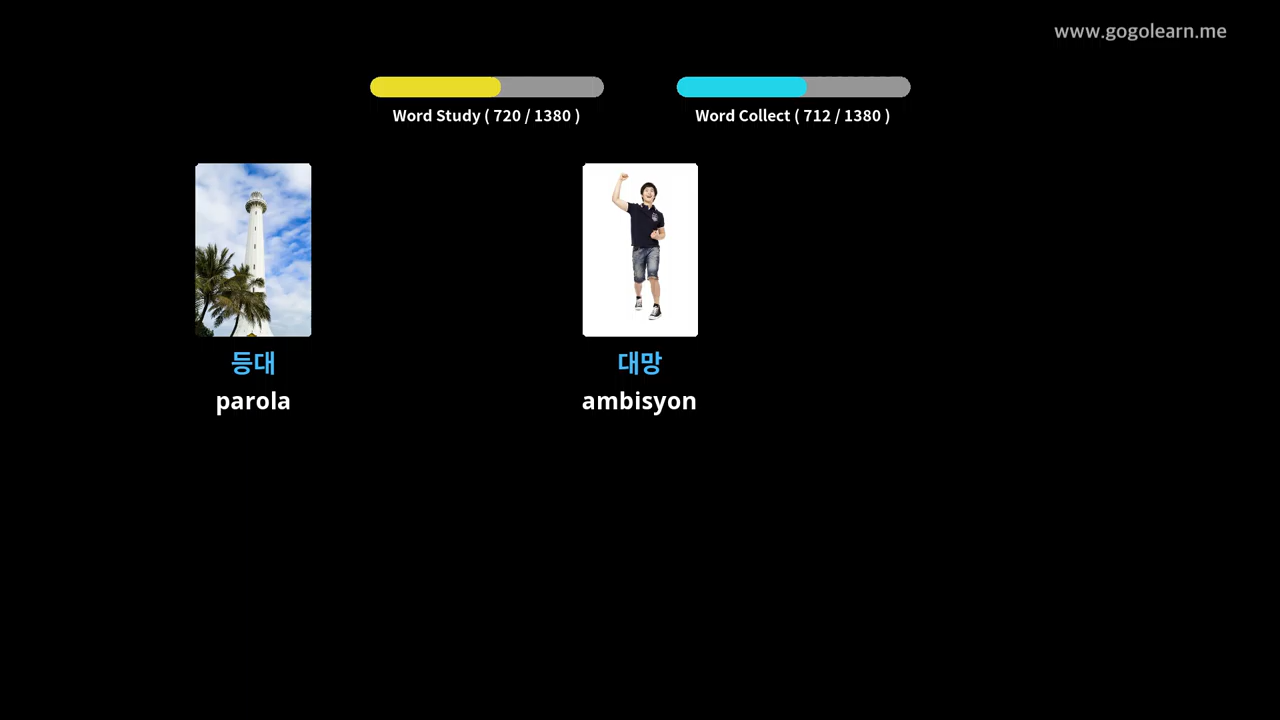 www.gogolearn.me
Word Study ( 720 / 1380 )
Word Collect ( 712 / 1380 )
등대
parola
대망
ambisyon